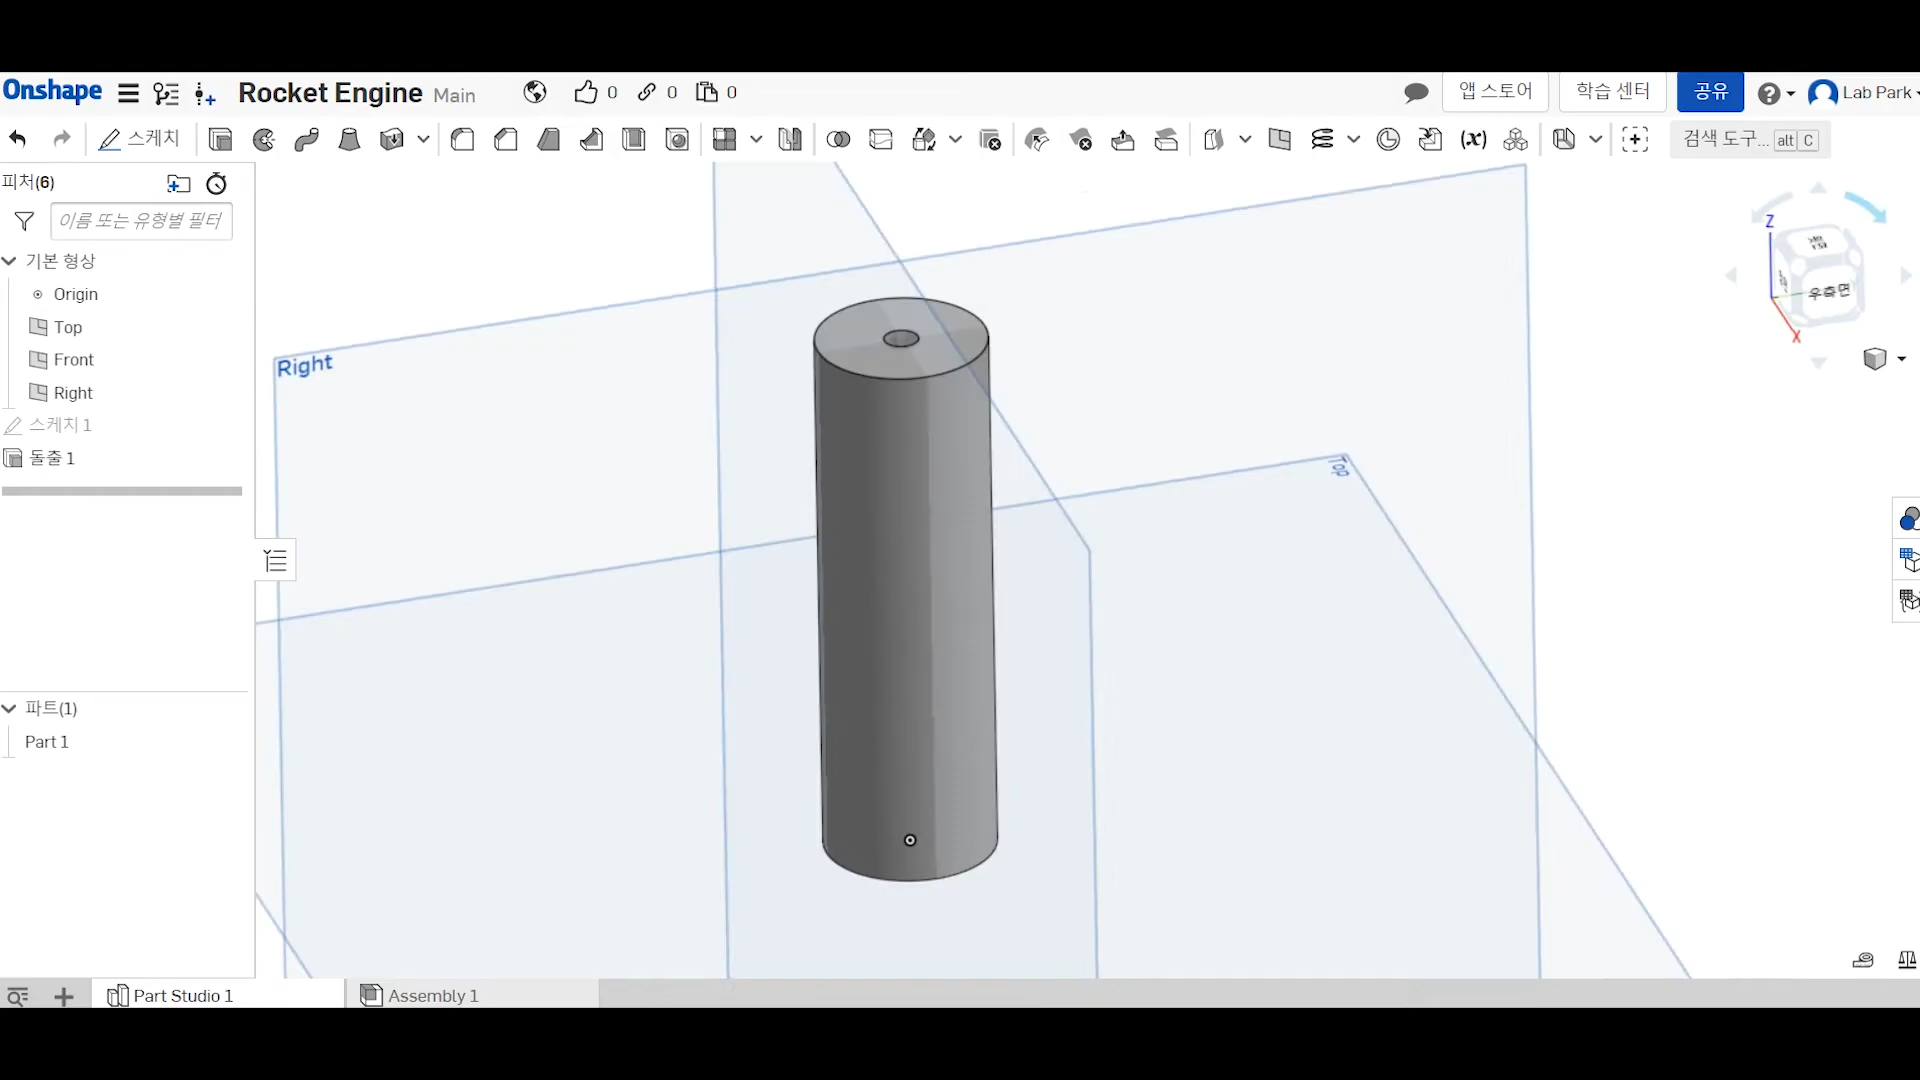 Onshape Rocket Engine Main 0 0 0 앱 스토어 학습 센터 공유 Lab Park
스케치 (x) 검색 도구... alt C
피처(6)
이름 또는 유형별 필터
기본 형상
Origin
Top
Front
Right
스케치 1
돌출 1
파트(1)
Part 1
Right
Top
Z
우측면
X
Part Studio 1 Assembly 1